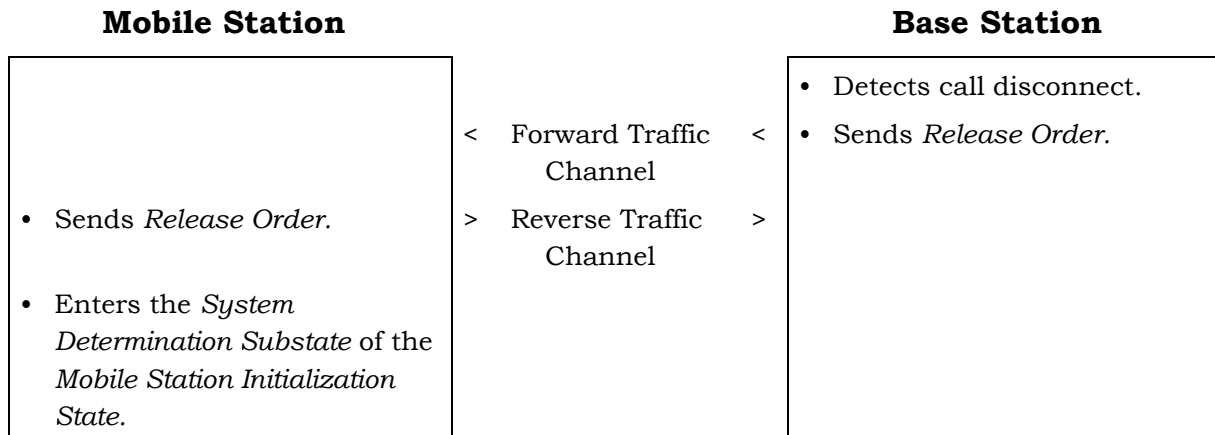 Mobile Station Base Station
• Detects call disconnect.
< Forward Traffic < • Sends Release Order.
Channel
• Sends Release Order. > Reverse Traffic >
Channel
• Enters the System
Determination Substate of the
Mobile Station Initialization
State.